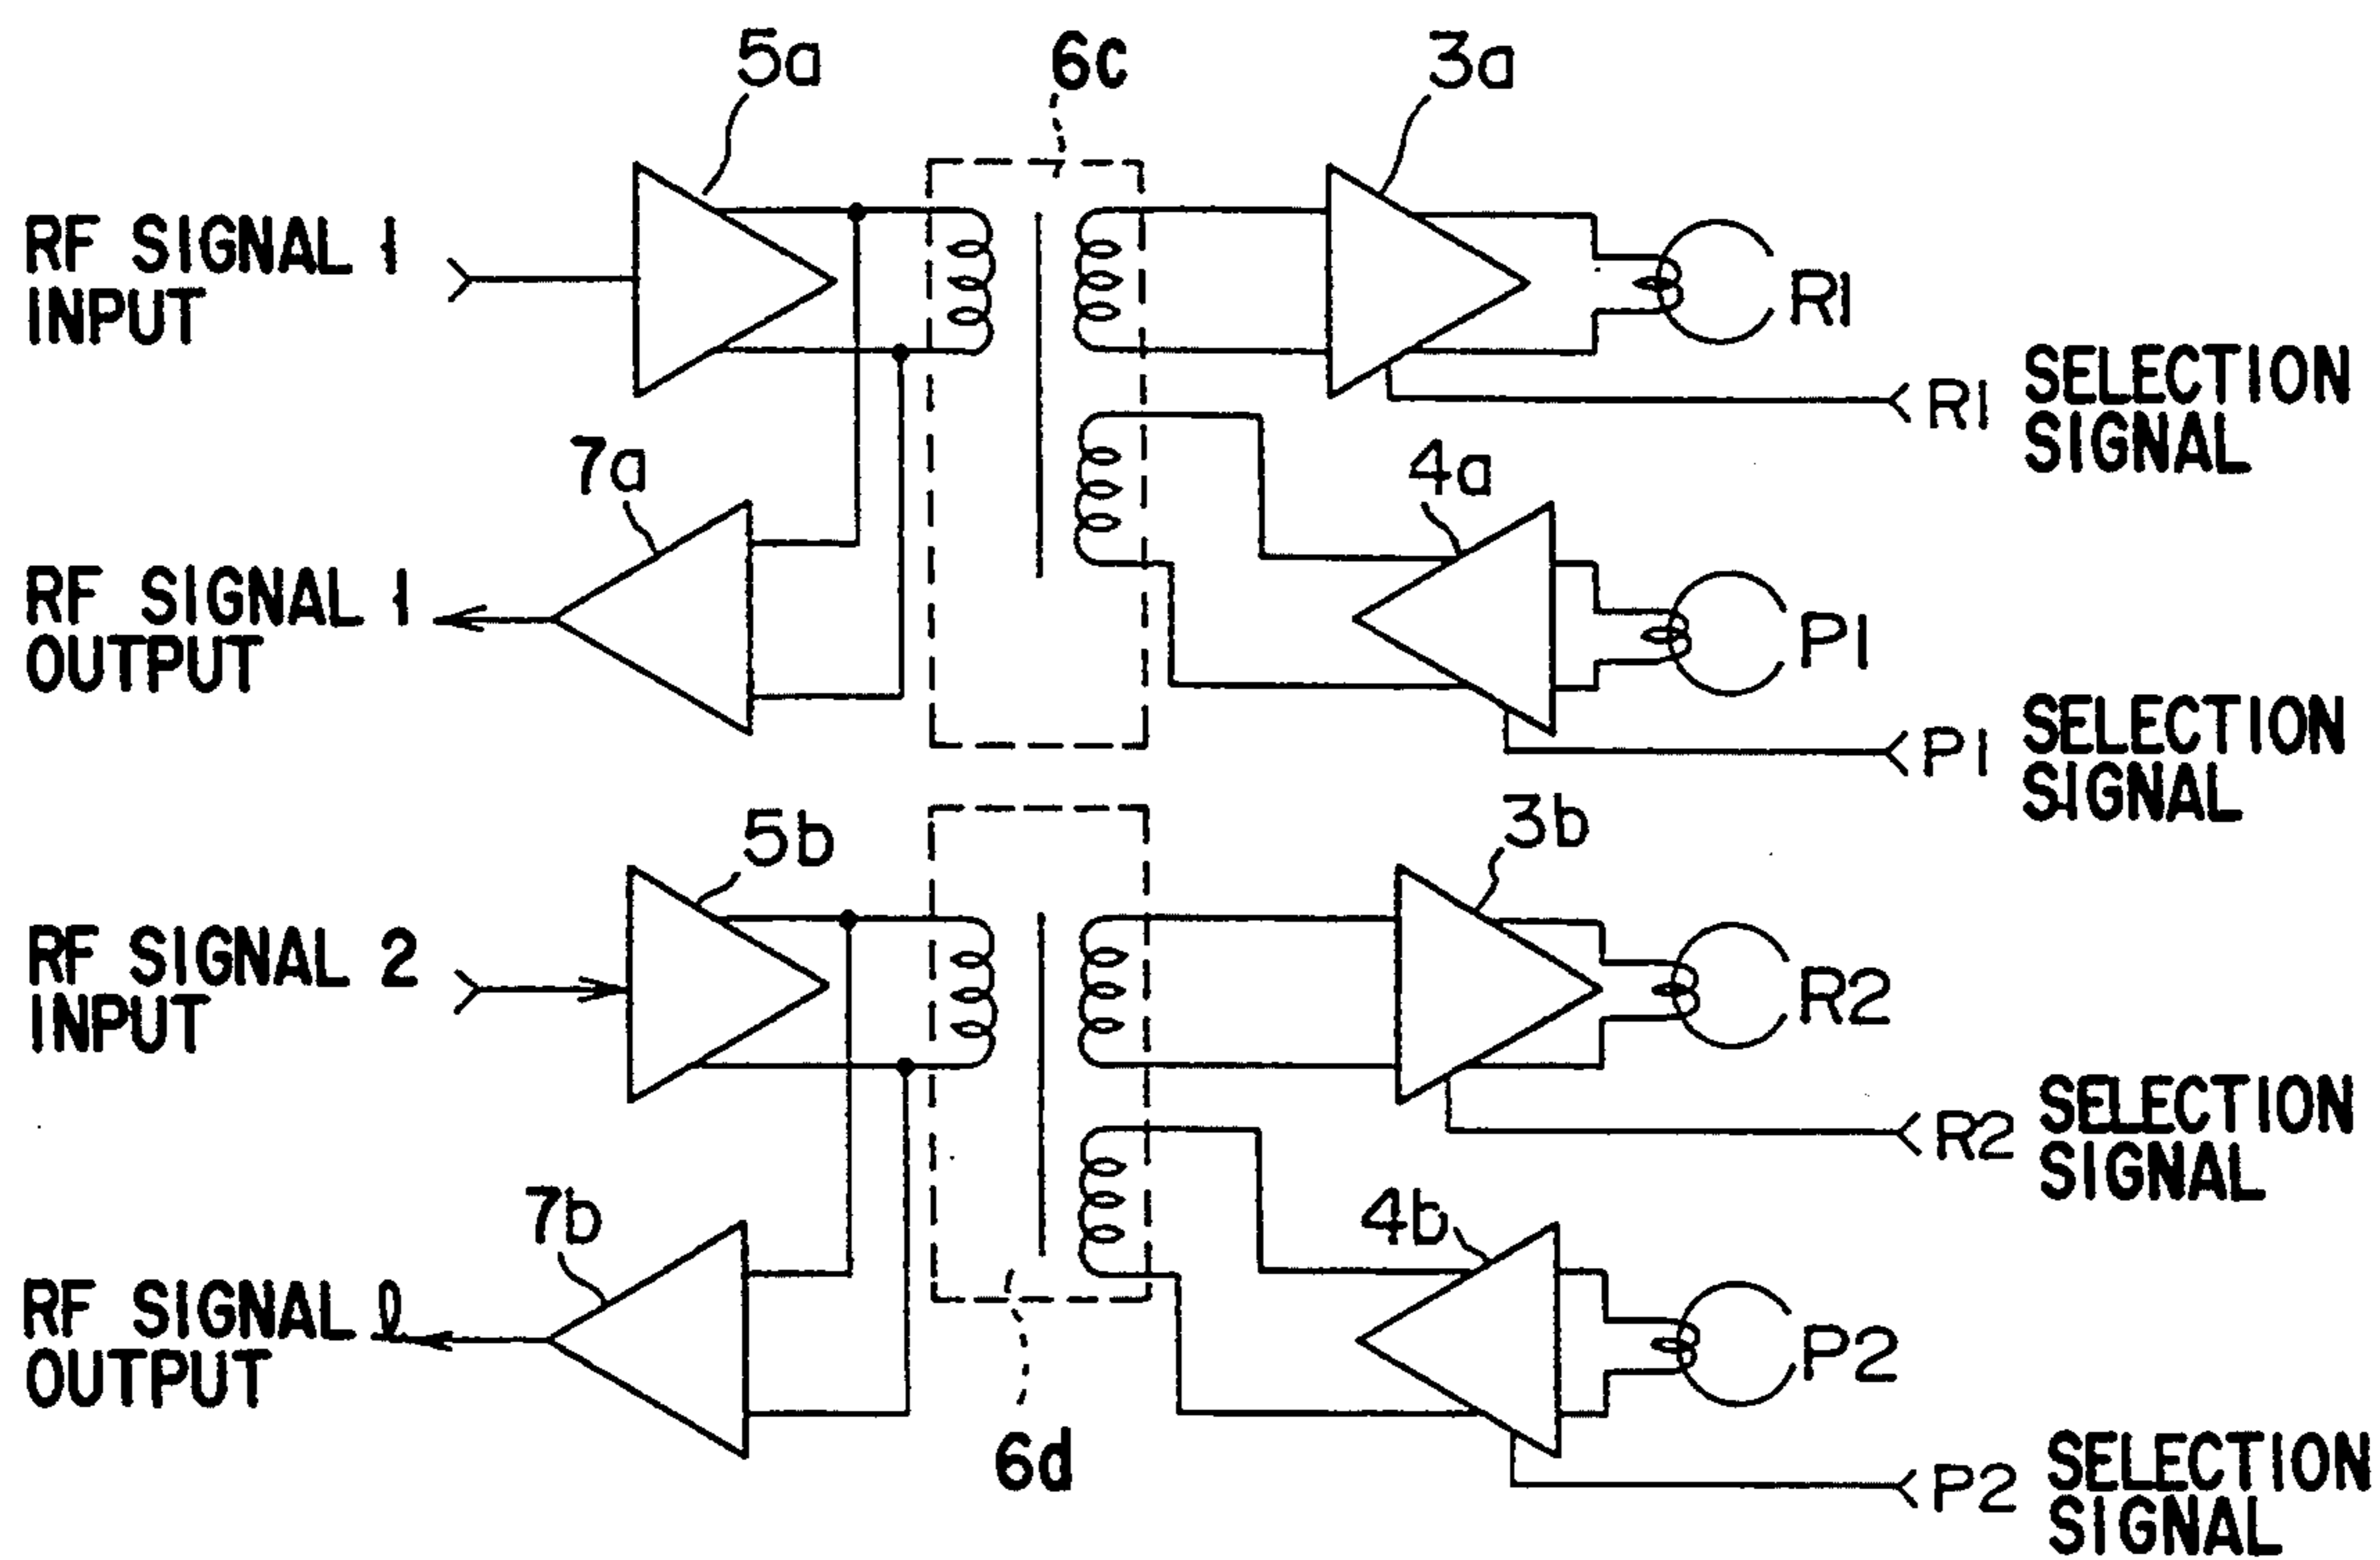 5a
6c
3a
RF SIGNAL 1
INPUT
R1
R1 SELECTION
SIGNAL
7a
4a
RF SIGNAL 1
OUTPUT
P1
P1 SELECTION
SIGNAL
5b
3b
RF SIGNAL 2
INPUT
R2
R2 SELECTION
SIGNAL
7b
4b
RF SIGNAL l
OUTPUT
P2
6d
P2 SELECTION
SIGNAL